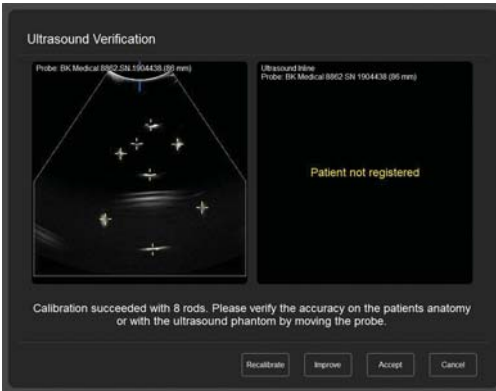 Ultrasound Verification
Probe: BK Medical 8862 SN 1904438 (86 mm)
Ultrasound Inline
Probe: BK Medical 8862 SN 1904438 (86 mm)
Patient not registered
Calibration succeeded with 8 rods. Please verify the accuracy on the patients anatomy
or with the ultrasound phantom by moving the probe.
Recalibrate
Improve
Accept
Cancel